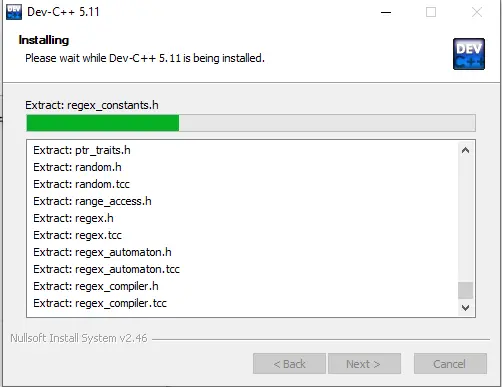 Dev-C++ 5.11
Installing
Please wait while Dev-C++ 5.11 is being installed.
DEV
C++
Extract: regex_constants.h
Extract: ptr_traits.h
Extract: random.h
Extract: random.tcc
Extract: range_access.h
Extract: regex.h
Extract: regex.tcc
Extract: regex_automaton.h
Extract: regex_automaton.tcc
Extract: regex_compiler.h
Extract: regex_compiler.tcc
Nullsoft Install System v2.46
< Back
Next >
Cancel